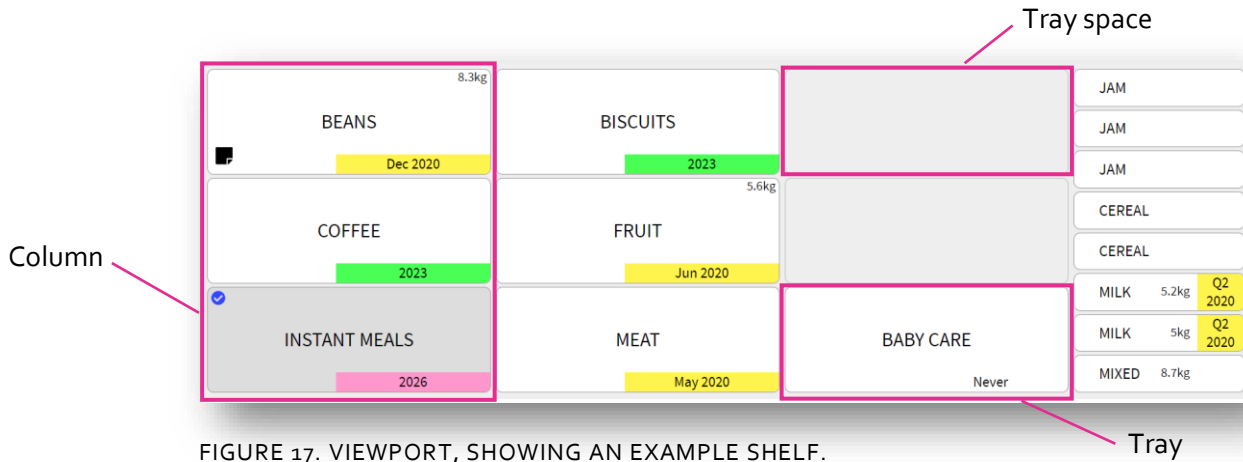 Tray space
8.3kg
BEANS
Dec 2020
BISCUITS
2023
JAM
JAM
JAM
COFFEE
2023
5.6kg
FRUIT
Jun 2020
CEREAL
CEREAL
Column
INSTANT MEALS
2026
MEAT
May 2020
BABY CARE
Never
MILK 5.2kg Q2
2020
MILK 5kg Q2
2020
MIXED 8.7kg
Tray
FIGURE 17. VIEWPORT, SHOWING AN EXAMPLE SHELF.